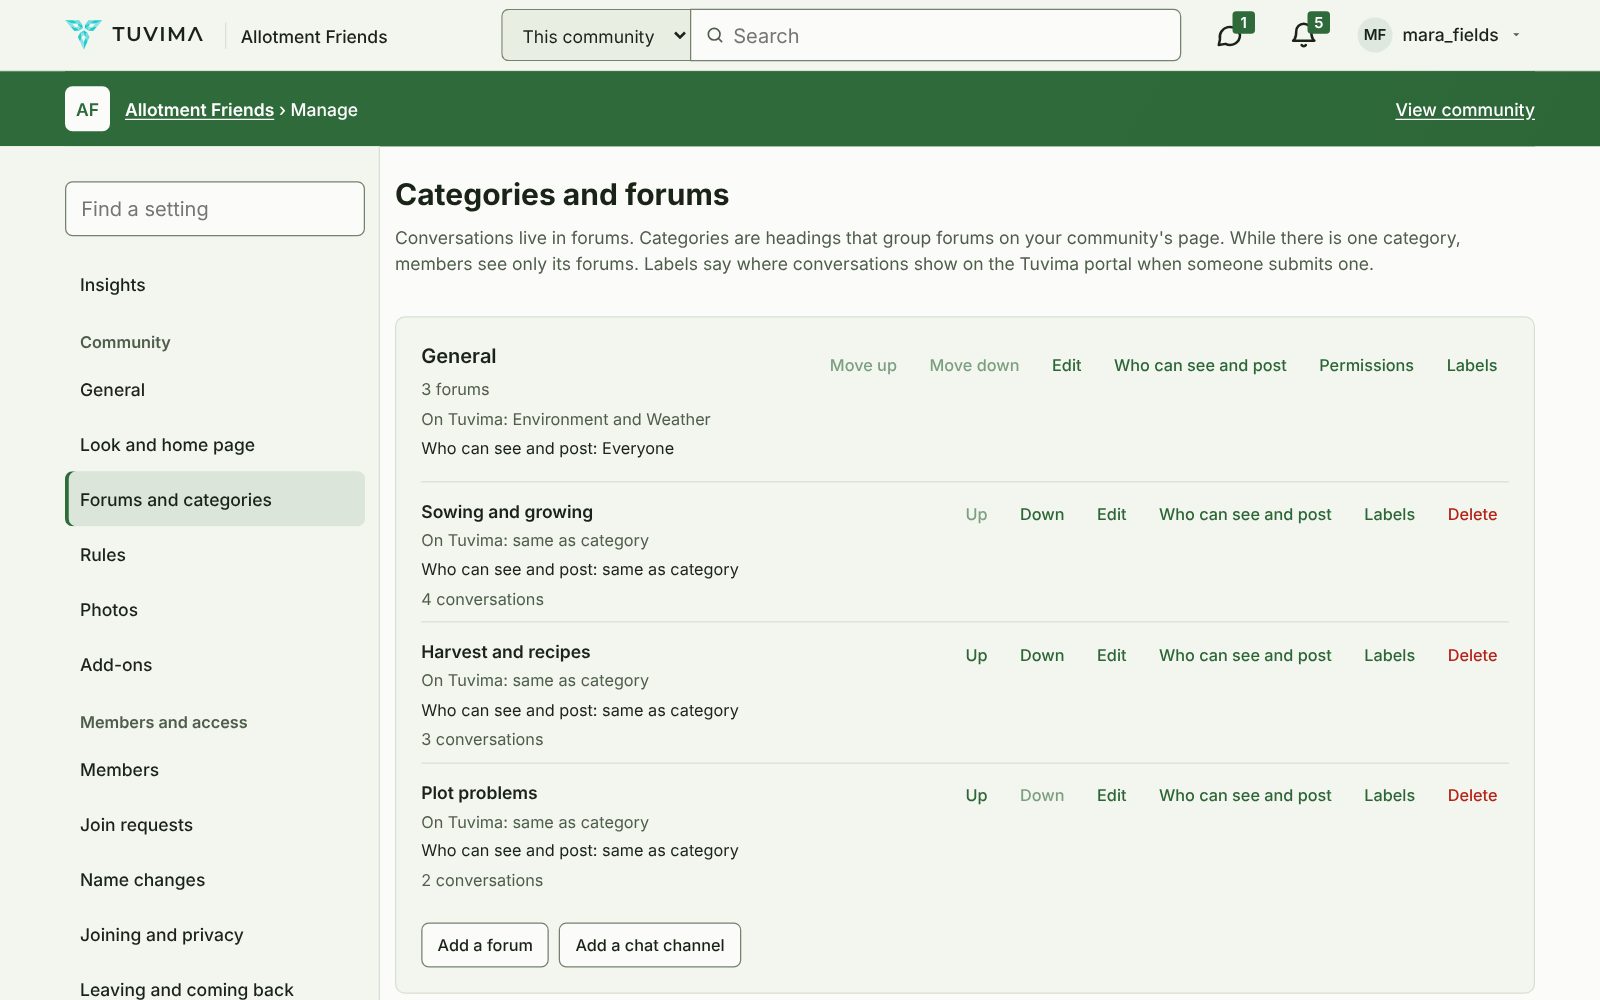 TUVIMA
Allotment Friends
This community
Search
1
5
MF
mara_fields
AF
Allotment Friends › Manage
View community
Find a setting
Insights
Community
General
Look and home page
Forums and categories
Rules
Photos
Add-ons
Members and access
Members
Join requests
Name changes
Joining and privacy
Leaving and coming back
Categories and forums
Conversations live in forums. Categories are headings that group forums on your community's page. While there is one category,
members see only its forums. Labels say where conversations show on the Tuvima portal when someone submits one.
General
Move up Move down Edit Who can see and post Permissions Labels
3 forums
On Tuvima: Environment and Weather
Who can see and post: Everyone
Sowing and growing
Up Down Edit Who can see and post Labels Delete
On Tuvima: same as category
Who can see and post: same as category
4 conversations
Harvest and recipes
Up Down Edit Who can see and post Labels Delete
On Tuvima: same as category
Who can see and post: same as category
3 conversations
Plot problems
Up Down Edit Who can see and post Labels Delete
On Tuvima: same as category
Who can see and post: same as category
2 conversations
Add a forum
Add a chat channel